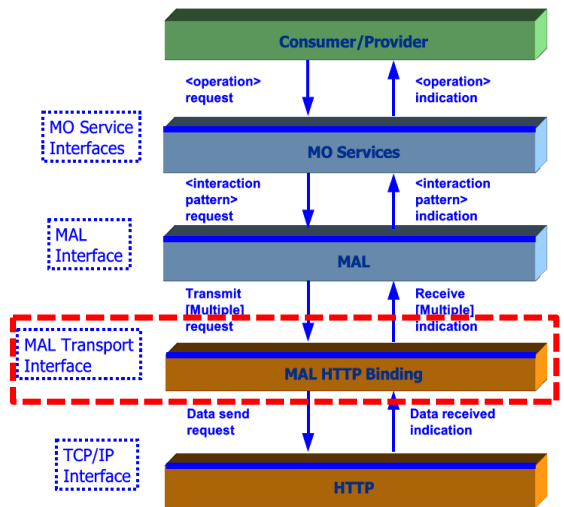 Consumer/Provider
<operation>
request
<operation>
indication
MO Service
Interfaces
MO Services
<interaction
pattern>
request
<interaction
pattern>
indication
MAL
Interface
MAL
Transmit
[Multiple]
request
Receive
[Multiple]
indication
MAL Transport
Interface
MAL HTTP Binding
Data send
request
Data received
indication
TCP/IP
Interface
HTTP